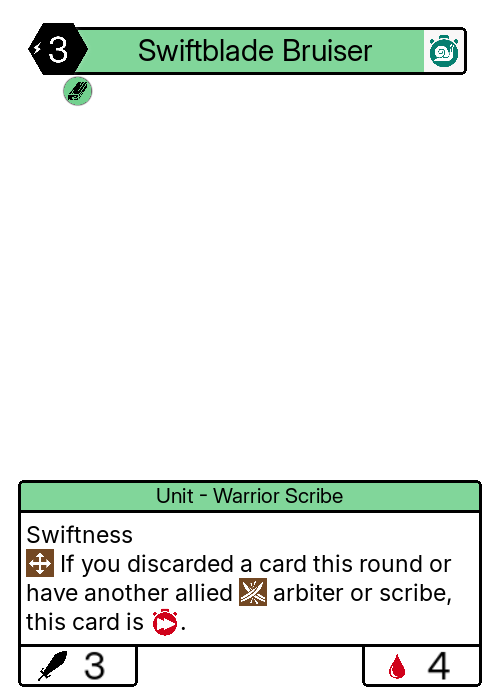 3 Swiftblade Bruiser
Unit - Warrior Scribe
Swiftness
If you discarded a card this round or
have another allied arbiter or scribe,
this card is .
3 4